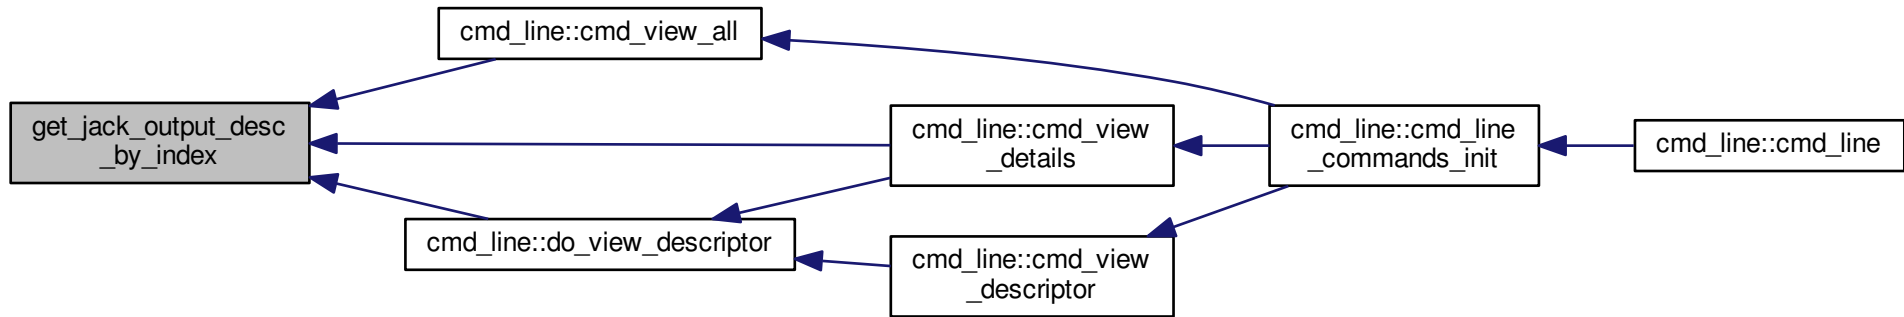 cmd_line::cmd_view_all
get_jack_output_desc
_by_index
cmd_line::cmd_view
_details
cmd_line::cmd_line
_commands_init
cmd_line::cmd_line
cmd_line::do_view_descriptor
cmd_line::cmd_view
_descriptor